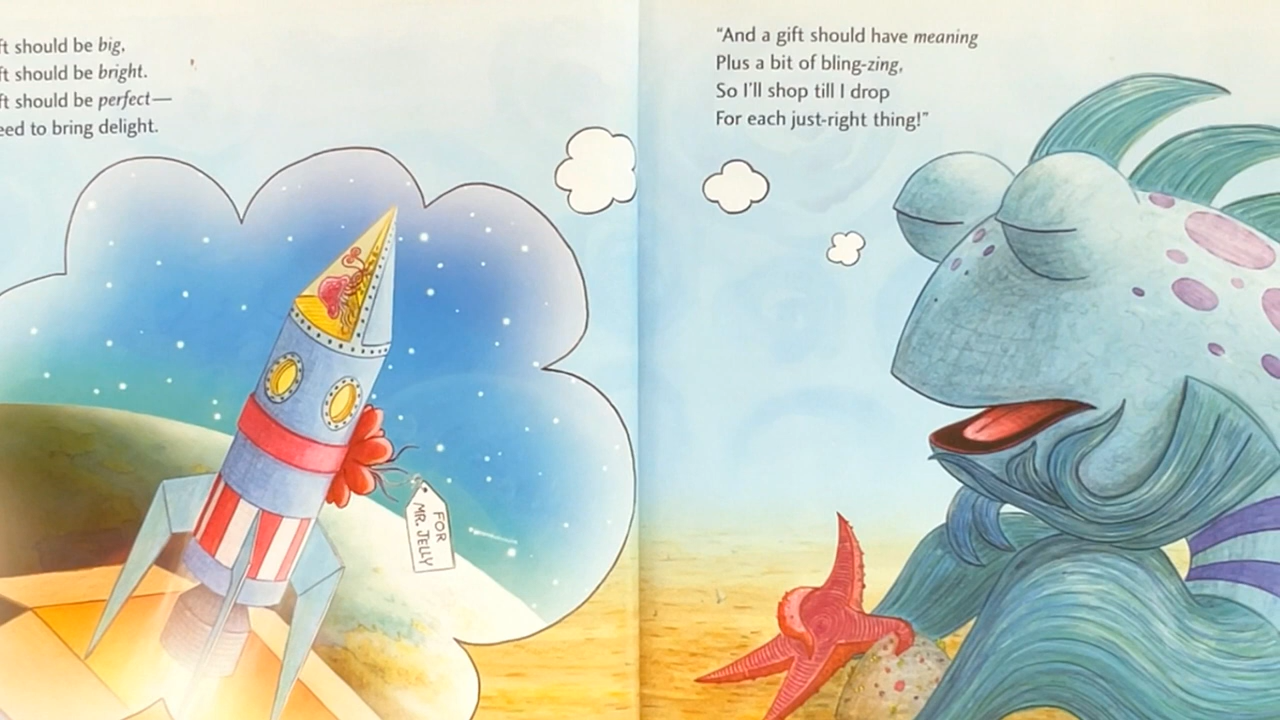 ft should be big,
ft should be bright.
ft should be perfect—
eed to bring delight.
FOR
MR. JELLY
"And a gift should have meaning
Plus a bit of bling-zing,
So I'll shop till I drop
For each just-right thing!"